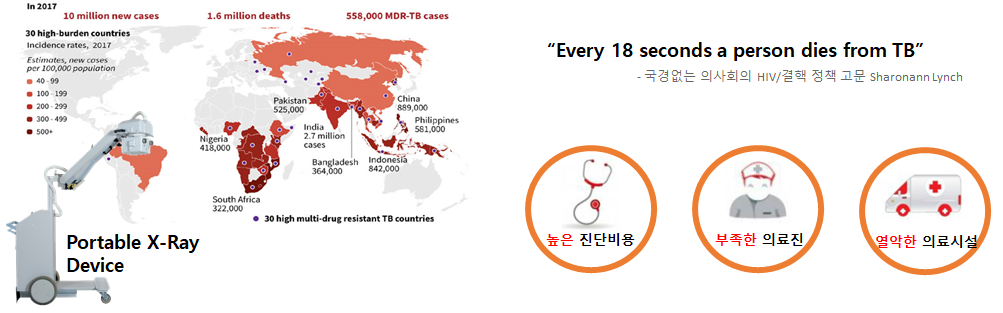 In 2017
10 million new cases
1.6 million deaths
558,000 MDR-TB cases
30 high-burden countries
Incidence rates, 2017
Estimates, new cases
per 100,000 population
40 - 99
100 - 199
200 - 299
300 - 499
500+
Pakistan
525,000
China
889,000
Philippines
581,000
Nigeria
418,000
India
2.7 million
cases
Bangladesh
364,000
Indonesia
842,000
South Africa
322,000
30 high multi-drug resistant TB countries
Portable X-Ray
Device
“Every 18 seconds a person dies from TB”
- 국경없는 의사회의 HIV/결핵 정책 고문 Sharonann Lynch
높은 진단비용
부족한 의료진
열악한 의료시설